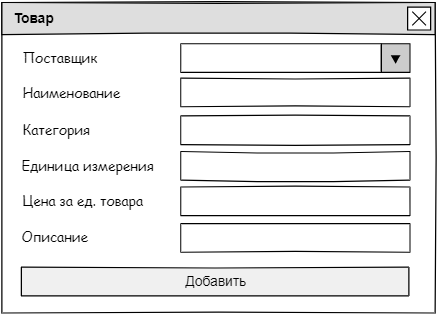 Товар
Поставщик
Наименование
Категория
Единица измерения
Цена за ед. товара
Описание
Добавить